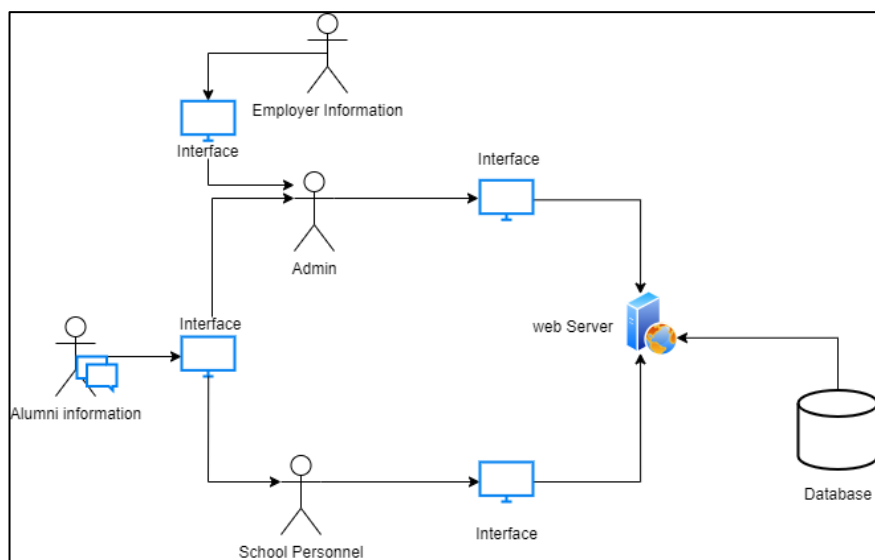 Employer Information
Interface
Interface
Admin
Interface
web Server
Alumni information
Database
Interface
School Personnel